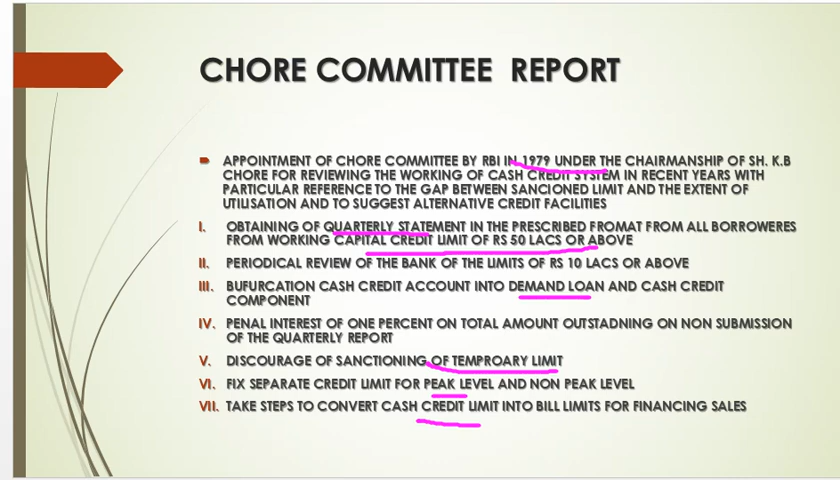 CHORE COMMITTEE REPORT
APPOINTMENT OF CHORE COMMITTEE BY RBI IN 1979 UNDER THE CHAIRMANSHIP OF SH. K.B
CHORE FOR REVIEWING THE WORKING OF CASH CREDIT SYSTEM IN RECENT YEARS WITH
PARTICULAR REFERENCE TO THE GAP BETWEEN SANCIONED LIMIT AND THE EXTENT OF
UTILISATION AND TO SUGGEST ALTERNATIVE CREDIT FACILITIES
I. OBTAINING OF QUARTERLY STATEMENT IN THE PRESCRIBED FROMAT FROM ALL BORROWERES
FROM WORKING CAPITAL CREDIT LIMIT OF RS 50 LACS OR ABOVE
II. PERIODICAL REVIEW OF THE BANK OF THE LIMITS OF RS 10 LACS OR ABOVE
III. BUFURCATION CASH CREDIT ACCOUNT INTO DEMAND LOAN AND CASH CREDIT
COMPONENT
IV. PENAL INTEREST OF ONE PERCENT ON TOTAL AMOUNT OUTSTADNING ON NON SUBMISSION
OF THE QUARTERLY REPORT
V. DISCOURAGE OF SANCTIONING OF TEMPROARY LIMIT
VI. FIX SEPARATE CREDIT LIMIT FOR PEAK LEVEL AND NON PEAK LEVEL
VII. TAKE STEPS TO CONVERT CASH CREDIT LIMIT INTO BILL LIMITS FOR FINANCING SALES